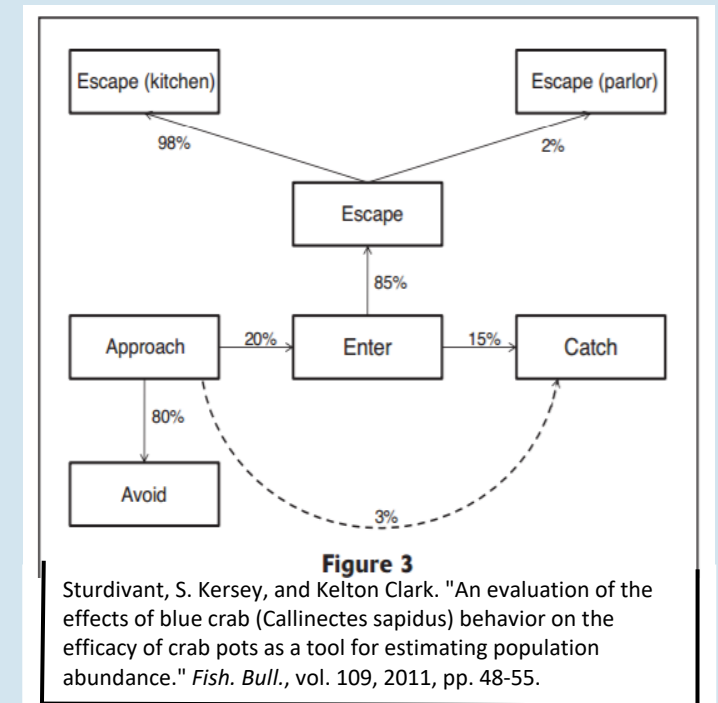 Escape (kitchen)
Escape (parlor)
98%
2%
Escape
85%
Approach
20%
Enter
15%
Catch
80%
Avoid
3%
Figure 3
Sturdivant, S. Kersey, and Kelton Clark. "An evaluation of the
effects of blue crab (Callinectes sapidus) behavior on the
efficacy of crab pots as a tool for estimating population
abundance." Fish. Bull., vol. 109, 2011, pp. 48-55.